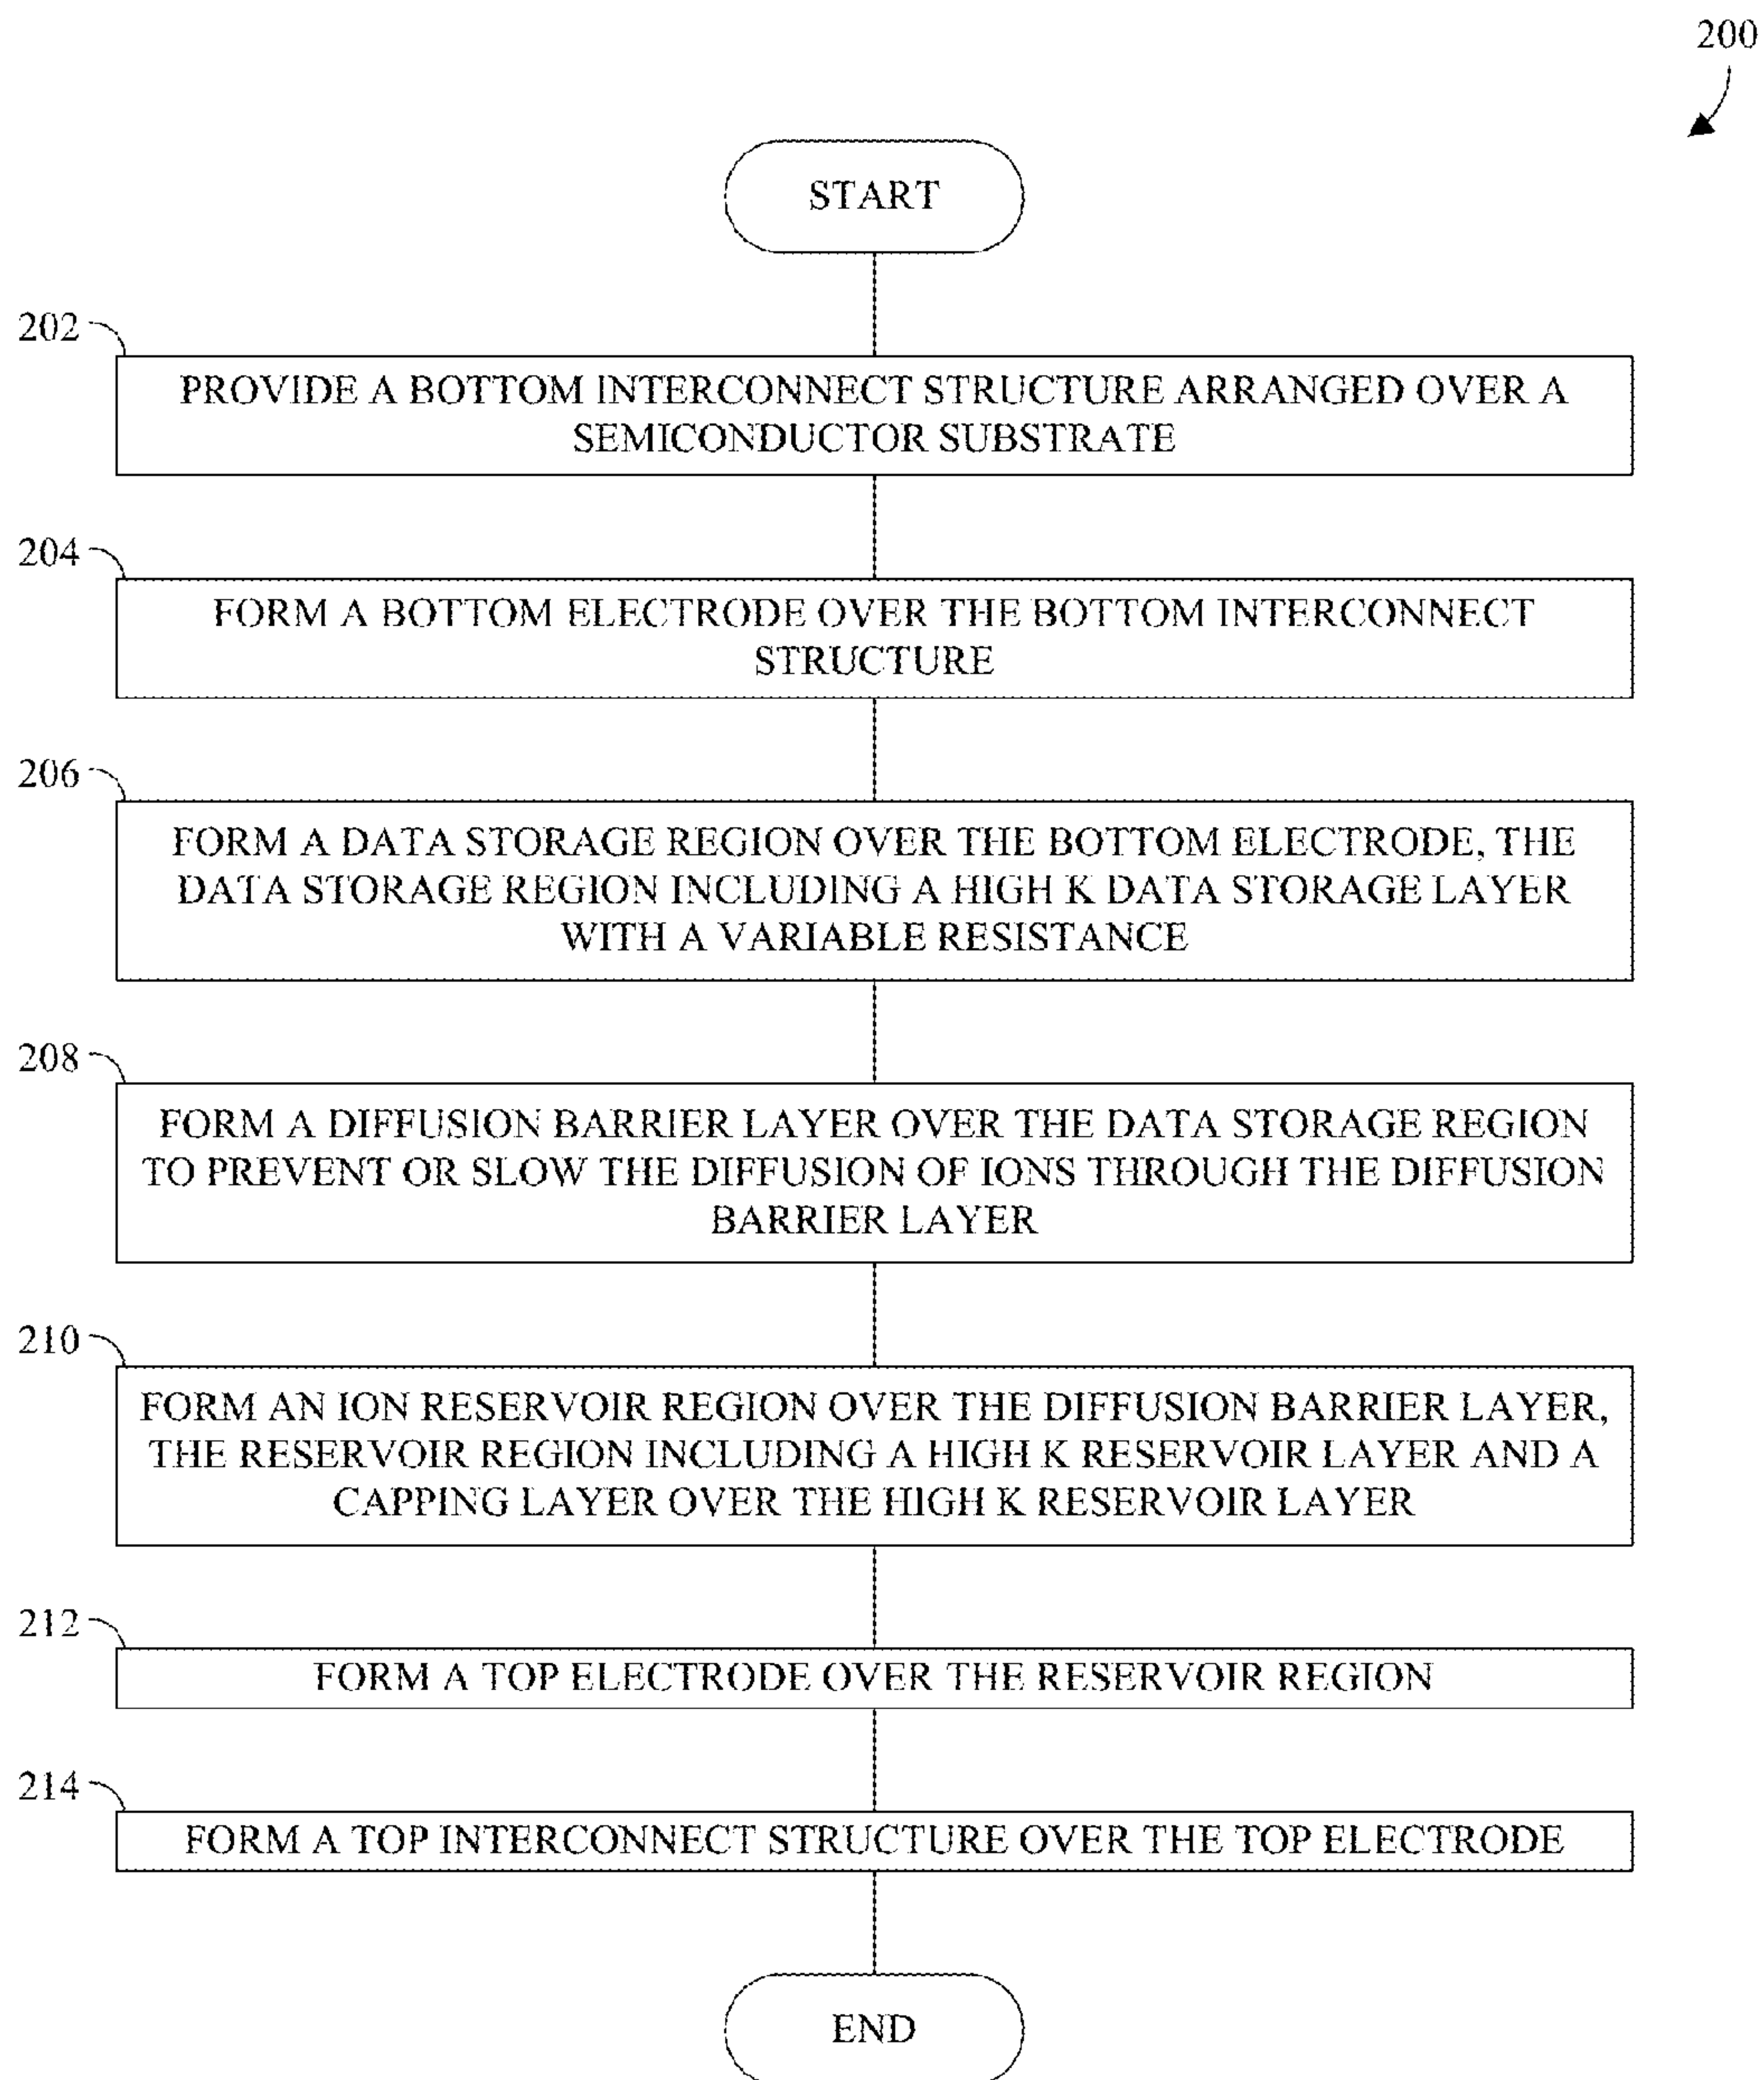 200
START
202
PROVIDE A BOTTOM INTERCONNECT STRUCTURE ARRANGED OVER A
SEMICONDUCTOR SUBSTRATE
204
FORM A BOTTOM ELECTRODE OVER THE BOTTOM INTERCONNECT
STRUCTURE
206
FORM A DATA STORAGE REGION OVER THE BOTTOM ELECTRODE, THE
DATA STORAGE REGION INCLUDING A HIGH K DATA STORAGE LAYER
WITH A VARIABLE RESISTANCE
208
FORM A DIFFUSION BARRIER LAYER OVER THE DATA STORAGE REGION
TO PREVENT OR SLOW THE DIFFUSION OF IONS THROUGH THE DIFFUSION
BARRIER LAYER
210
FORM AN ION RESERVOIR REGION OVER THE DIFFUSION BARRIER LAYER,
THE RESERVOIR REGION INCLUDING A HIGH K RESERVOIR LAYER AND A
CAPPING LAYER OVER THE HIGH K RESERVOIR LAYER
212
FORM A TOP ELECTRODE OVER THE RESERVOIR REGION
214
FORM A TOP INTERCONNECT STRUCTURE OVER THE TOP ELECTRODE
END